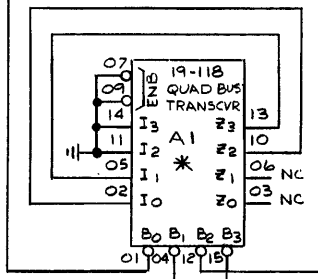 07
19-118
09
ENB
QUAD BUS
TRANSCVR
14
I3
Z3
13
11
I2
A1
Z2
10
05
I1
*
Z1
06 NC
02
I0
Z0
03 NC
B0 B1 B2 B3
01 04 12 15